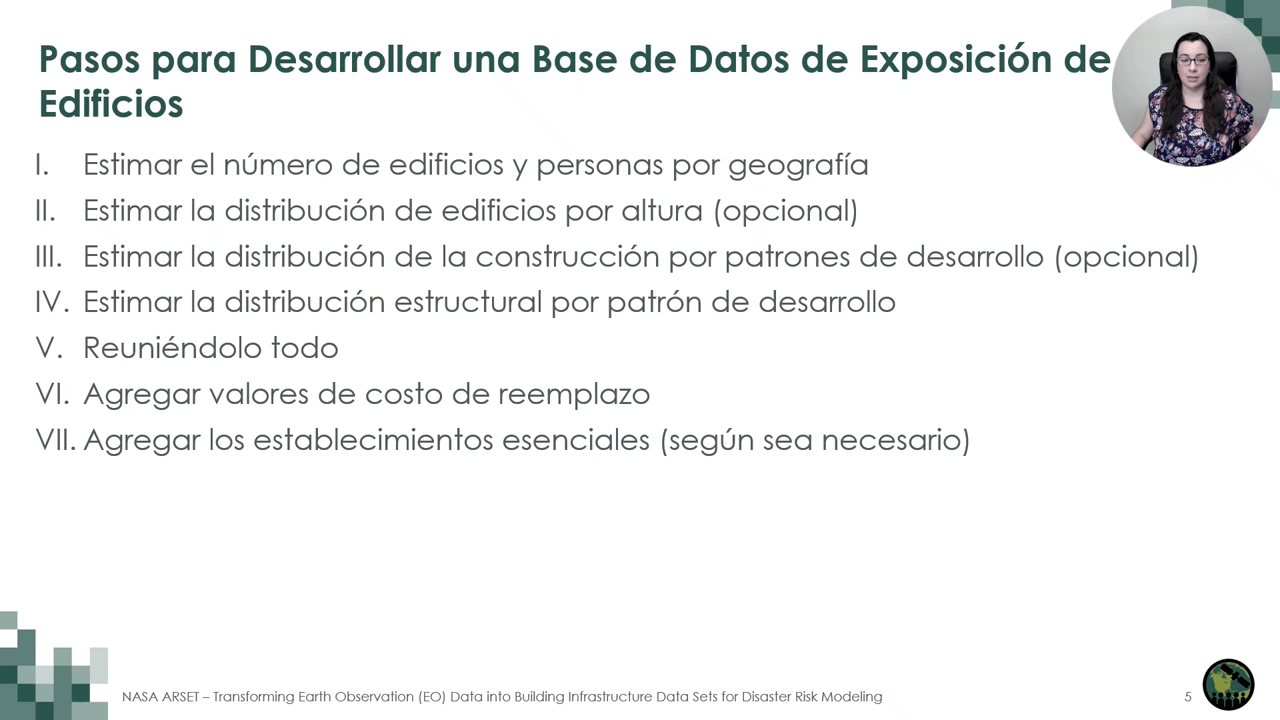 Pasos para Desarrollar una Base de Datos de Exposición de
Edificios
I. Estimar el número de edificios y personas por geografía
II. Estimar la distribución de edificios por altura (opcional)
III. Estimar la distribución de la construcción por patrones de desarrollo (opcional)
IV. Estimar la distribución estructural por patrón de desarrollo
V. Reuniéndolo todo
VI. Agregar valores de costo de reemplazo
VII. Agregar los establecimientos esenciales (según sea necesario)
NASA ARSET – Transforming Earth Observation (EO) Data into Building Infrastructure Data Sets for Disaster Risk Modeling
5